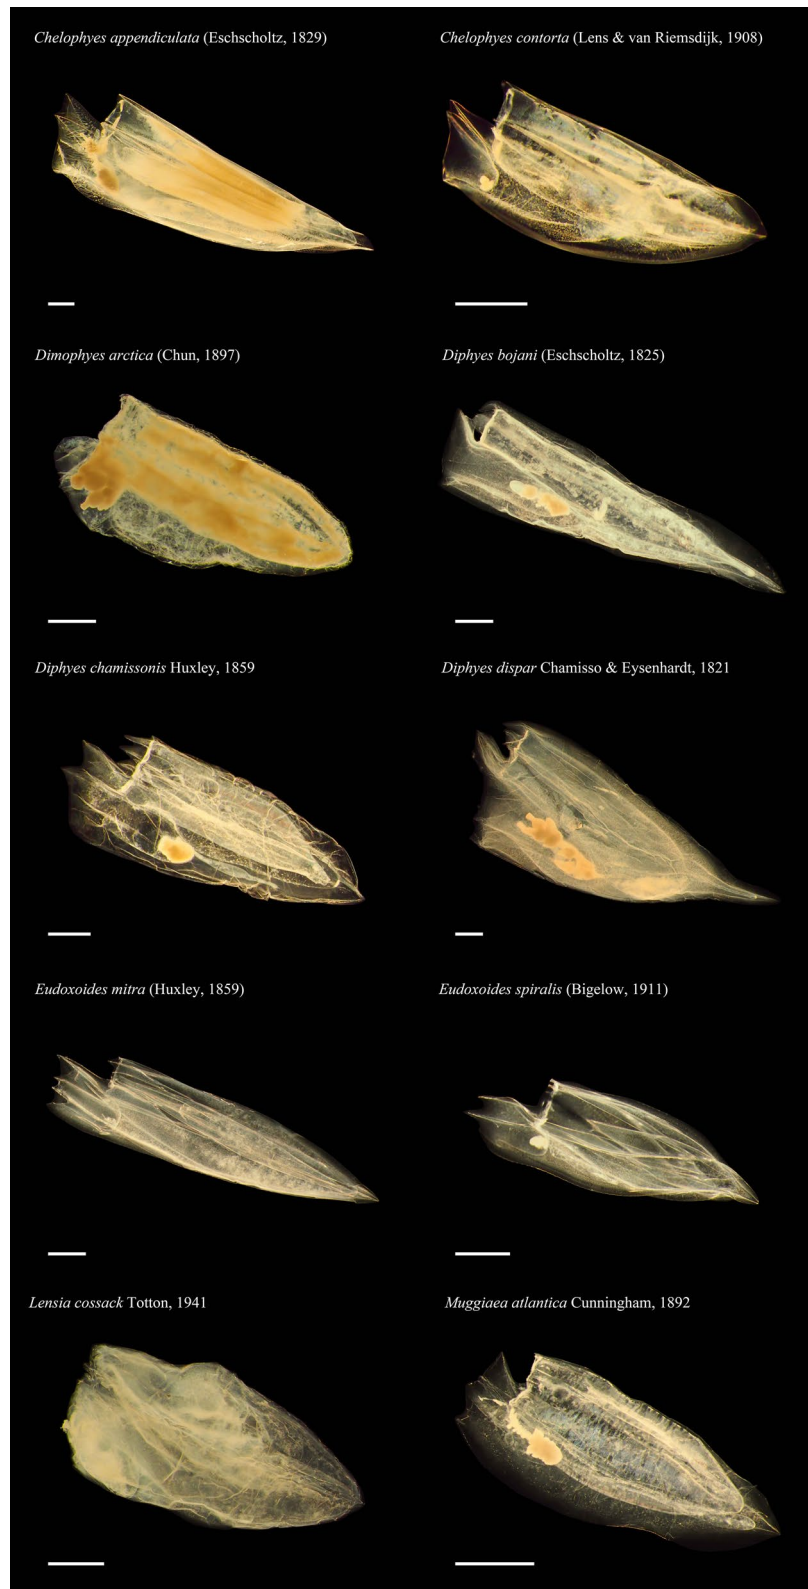 Chelophyes appendiculata (Eschscholtz, 1829)
Chelophyes contorta (Lens & van Riemsdijk, 1908)
Dimophyes arctica (Chun, 1897)
Diphyes bojani (Eschscholtz, 1825)
Diphyes chamissonis Huxley, 1859
Diphyes dispar Chamisso & Eysenhardt, 1821
Eudoxoides mitra (Huxley, 1859)
Eudoxoides spiralis (Bigelow, 1911)
Lensia cossack Totton, 1941
Muggiaea atlantica Cunningham, 1892